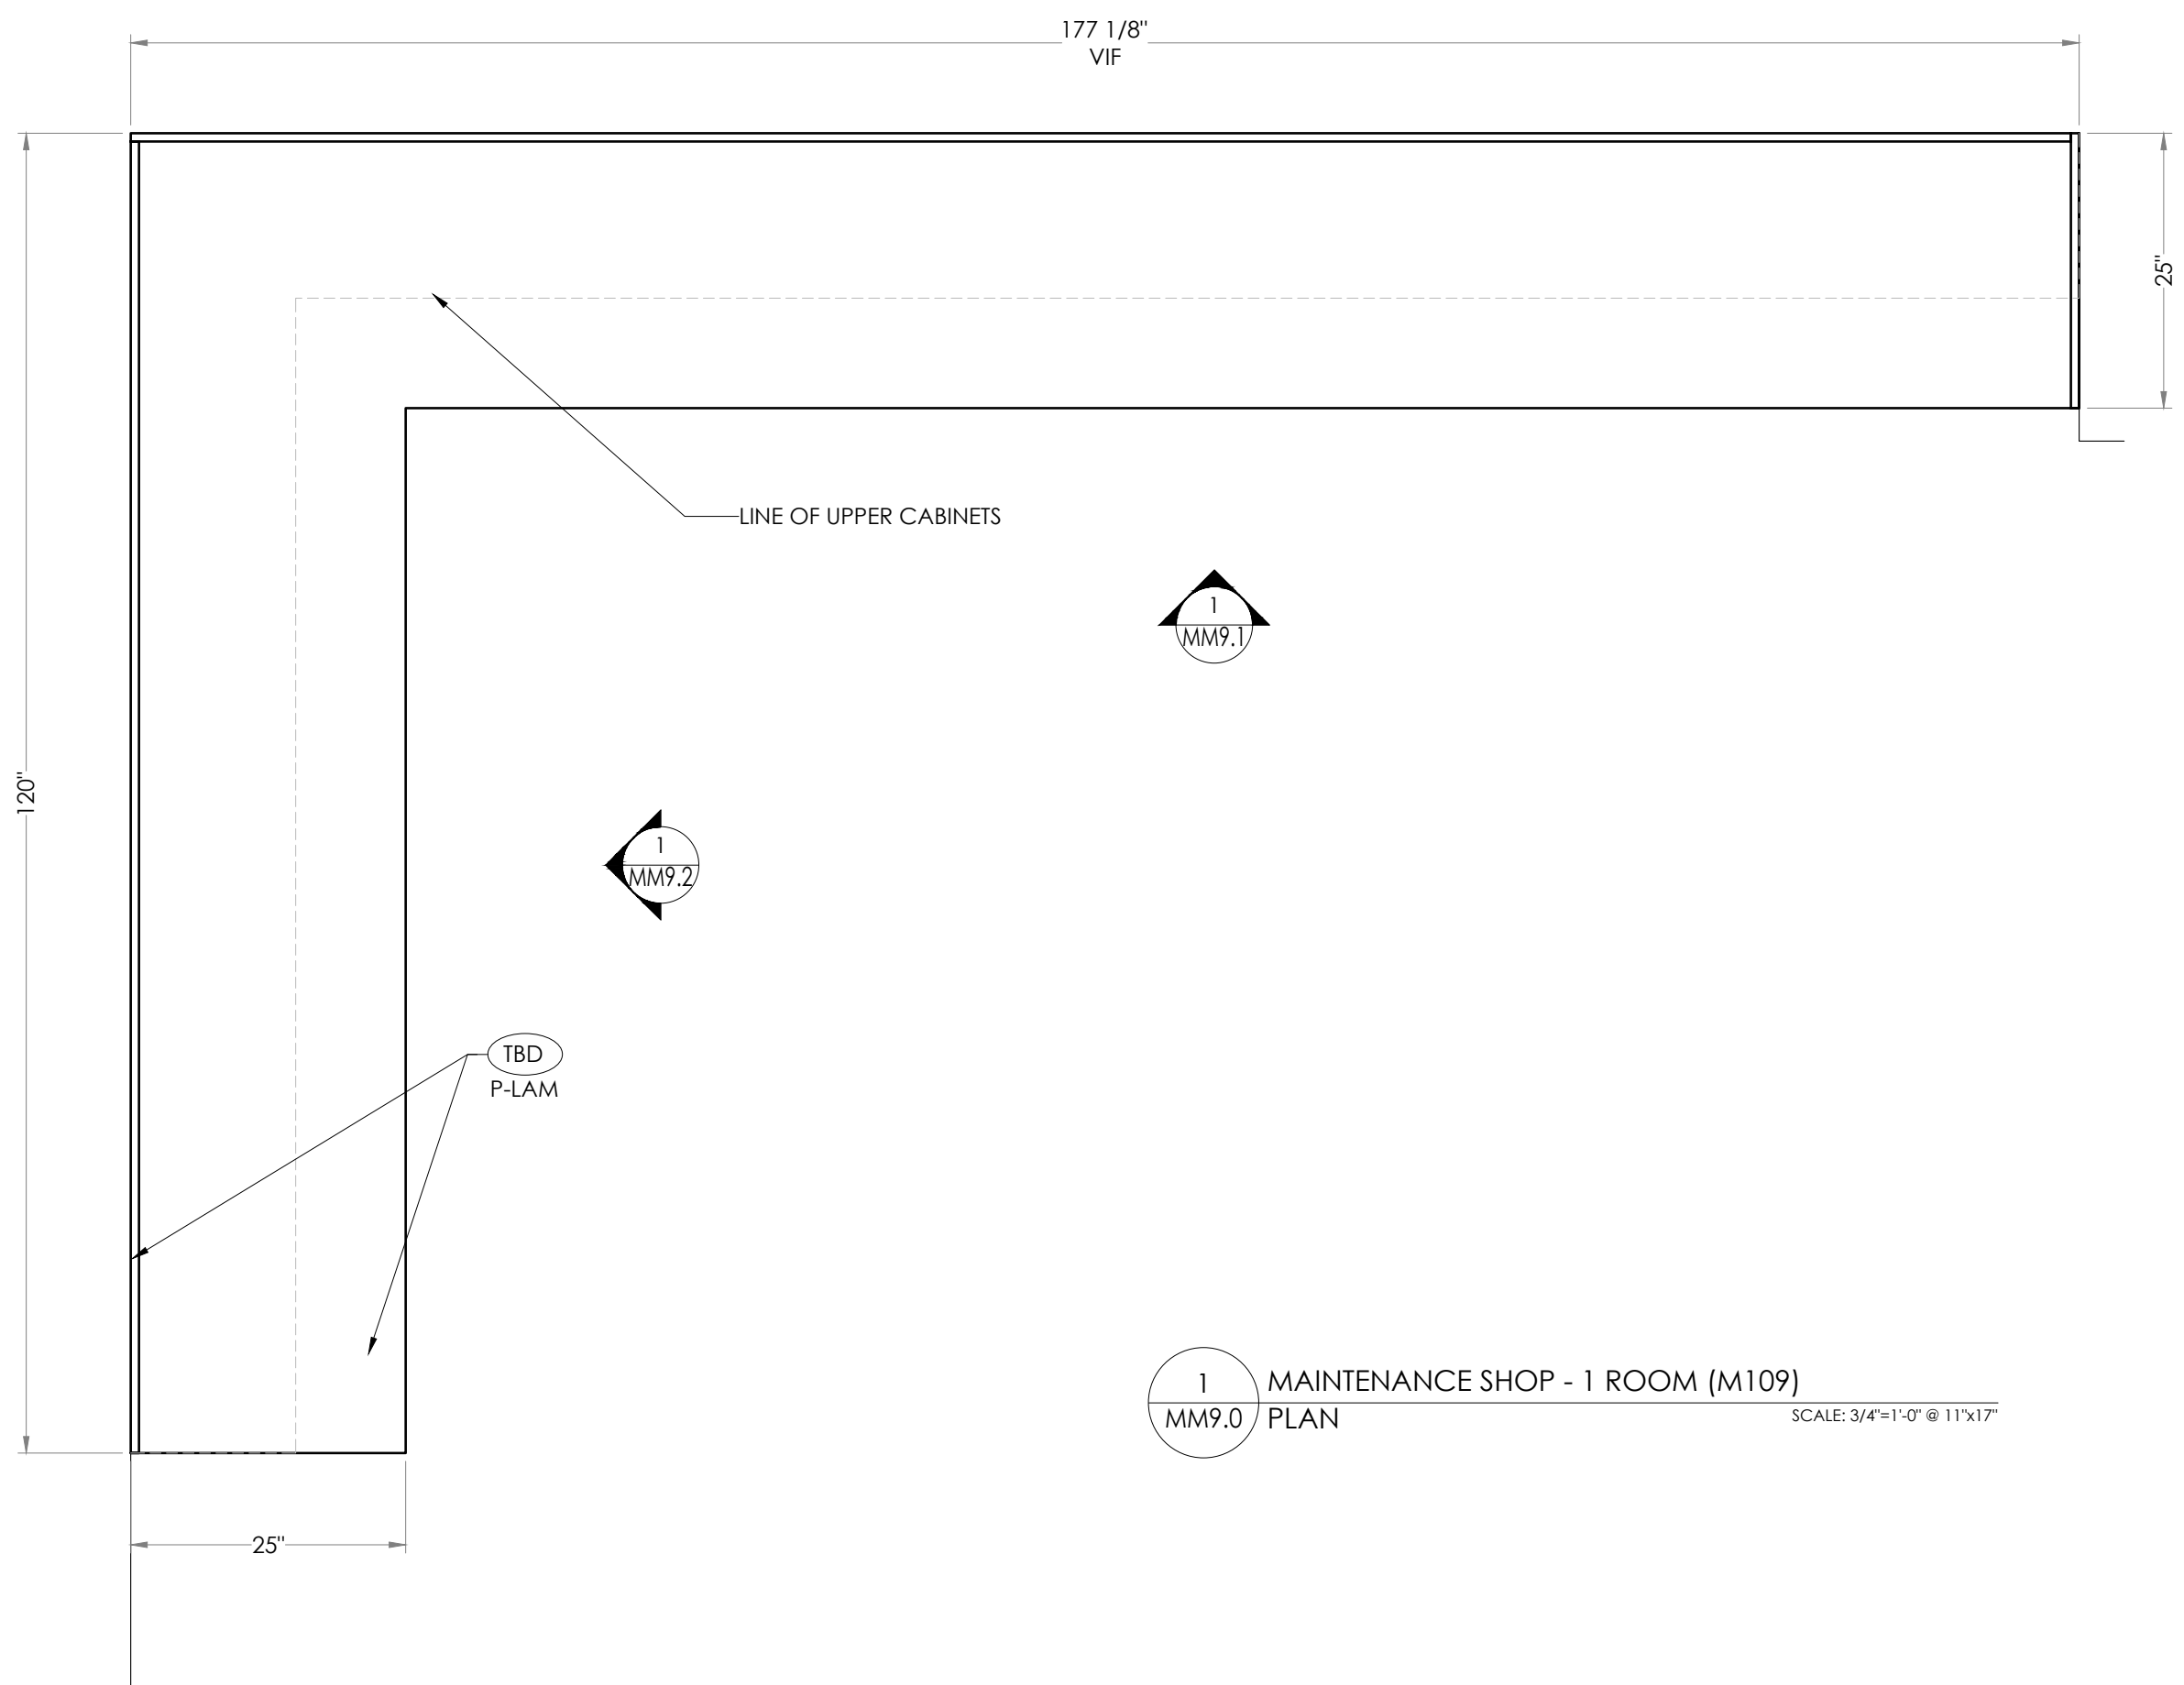 177 1/8"
VIF
25"
LINE OF UPPER CABINETS
1
MM9.1
120"
1
MM9.2
TBD
P-LAM
1
MM9.0
MAINTENANCE SHOP - 1 ROOM (M109)
PLAN
SCALE: 3/4"=1'-0" @ 11"x17"
25"